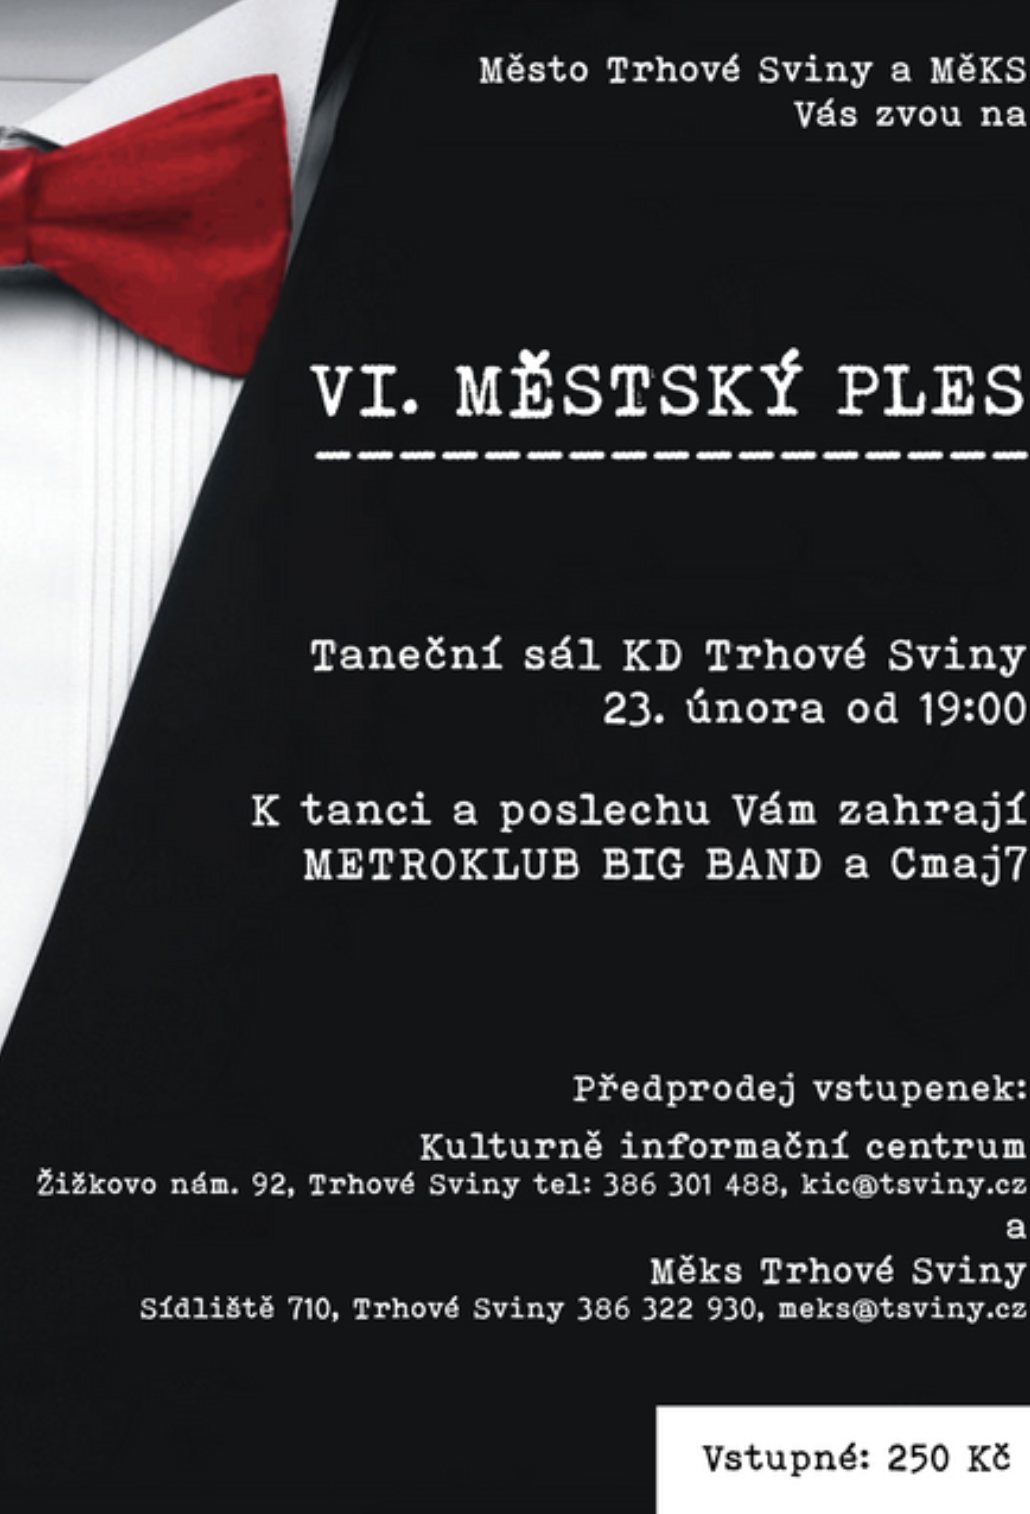 Město Trhové Sviny a MěKS
Vás zvou na
VI. MĚSTSKÝ PLES
Taneční sál KD Trhové Sviny
23. února od 19:00
K tanci a poslechu Vám zahrají
METROKLUB BIG BAND a Cmaj7
Předprodej vstupenek:
Kulturně informační centrum
Žižkovo nám. 92, Trhové Sviny tel: 386 301 488, kic@tsviny.cz
a
Měks Trhové Sviny
Sídliště 710, Trhové Sviny 386 322 930, meks@tsviny.cz
Vstupné: 250 Kč